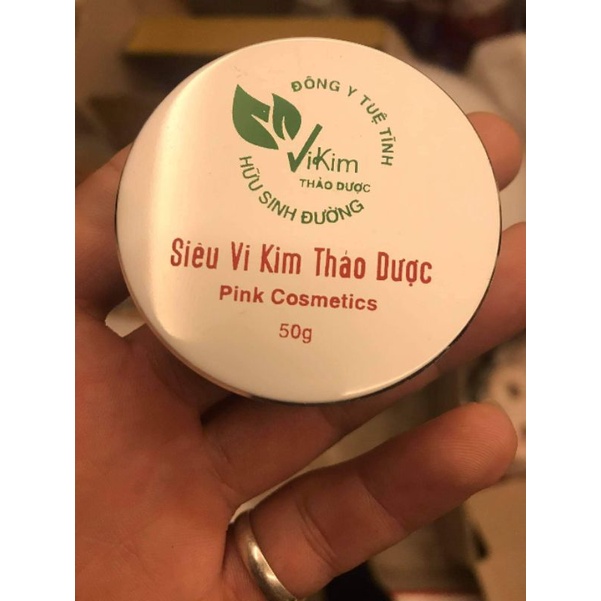 ĐÔNG Y TUỆ TĨNH
ViKim
THẢO DƯỢC
HỮU SINH ĐƯỜNG
Siêu Vi Kim Thảo Dược
Pink Cosmetics
50g